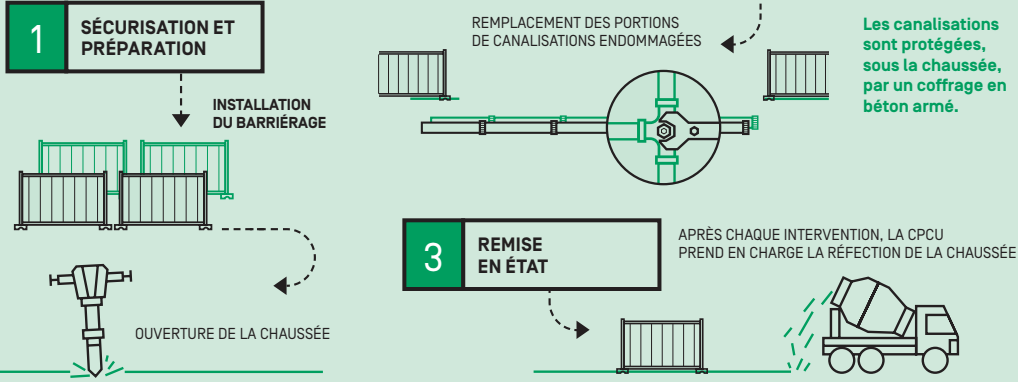 1
SÉCURISATION ET
PRÉPARATION
INSTALLATION
DU BARRIÉRAGE
OUVERTURE DE LA CHAUSSÉE
REMPLACEMENT DES PORTIONS
DE CANALISATIONS ENDOMMAGÉES
Les canalisations
sont protégées,
sous la chaussée,
par un coffrage en
béton armé.
3
REMISE
EN ÉTAT
APRÈS CHAQUE INTERVENTION, LA CPCU
PREND EN CHARGE LA RÉFECTION DE LA CHAUSSÉE